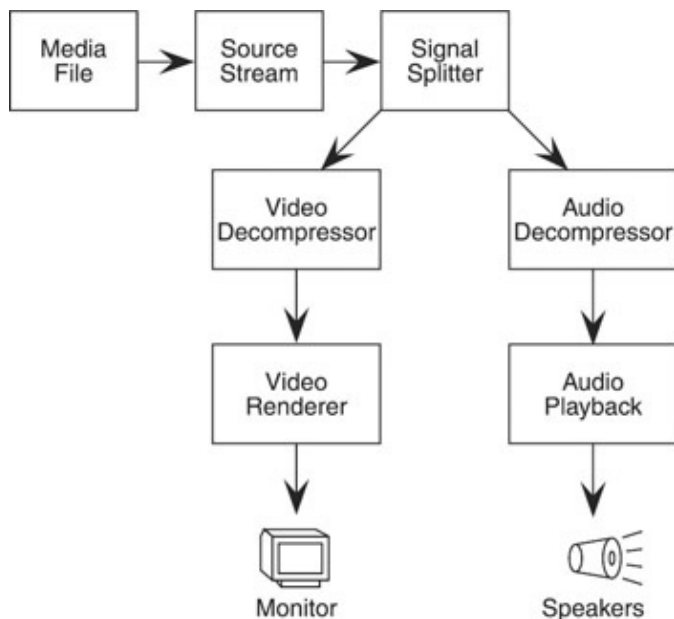 Media
File
Source
Stream
Signal
Splitter
Video
Decompressor
Audio
Decompressor
Video
Renderer
Audio
Playback
Monitor
Speakers